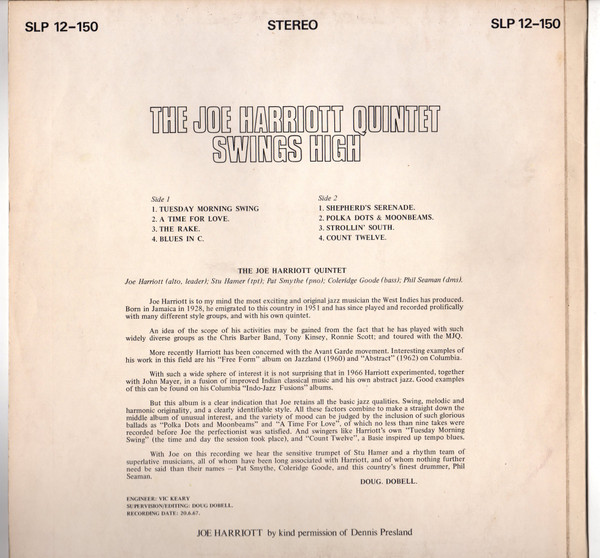 SLP 12-150 STEREO SLP 12-150
THE JOE HARRIOTT QUINTET
SWINGS HIGH
Side 1
1. TUESDAY MORNING SWING
2. A TIME FOR LOVE.
3. THE RAKE.
4. BLUES IN C.
Side 2
1. SHEPHERD'S SERENADE.
2. POLKA DOTS & MOONBEAMS.
3. STROLLIN' SOUTH.
4. COUNT TWELVE.
THE JOE HARRIOTT QUINTET
Joe Harriott (alto, leader); Stu Hamer (tpt); Pat Smythe (pno); Coleridge Goode (bass); Phil Seaman (dms).
Joe Harriott is to my mind the most exciting and original jazz musician the West Indies has produced.
Born in Jamaica in 1928, he emigrated to this country in 1951 and has since played and recorded prolifically
with many different style groups, and with his own quintet.
An idea of the scope of his activities may be gained from the fact that he has played with such
widely diverse groups as the Chris Barber Band, Tony Kinsey, Ronnie Scott; and toured with the MJQ.
More recently Harriott has been concerned with the Avant Garde movement. Interesting examples of
his work in this field are his "Free Form" album on Jazzland (1960) and "Abstract" (1962) on Columbia.
With such a wide sphere of interest it is not surprising that in 1966 Harriott experimented, together
with John Mayer, in a fusion of improved Indian classical music and his own abstract jazz. Good examples
of this can be found on his Columbia "Indo-Jazz Fusions" albums.
But this album is a clear indication that Joe retains all the basic jazz qualities. Swing, melodic and
harmonic originality, and a clearly identifiable style. All these factors combine to make a straight down the
middle album of unusual interest, and the variety of mood can be judged by the inclusion of such glorious
ballads as "Polka Dots and Moonbeams" and "A Time For Love", of which no less than nine takes were
recorded before Joe the perfectionist was satisfied. And swingers like Harriott's own "Tuesday Morning
Swing" (the time and day the session took place), and "Count Twelve", a Basie inspired up tempo blues.
With Joe on this recording we hear the sensitive trumpet of Stu Hamer and a rhythm team of
superlative musicians, all of whom have been long associated with Harriott, and of whom nothing further
need be said than their names – Pat Smythe, Coleridge Goode, and this country's finest drummer, Phil
Seaman.
DOUG. DOBELL.
ENGINEER: VIC KEARY
SUPERVISION/EDITING: DOUG DOBELL.
RECORDING DATE: 20.6.67.
JOE HARRIOTT by kind permission of Dennis Presland